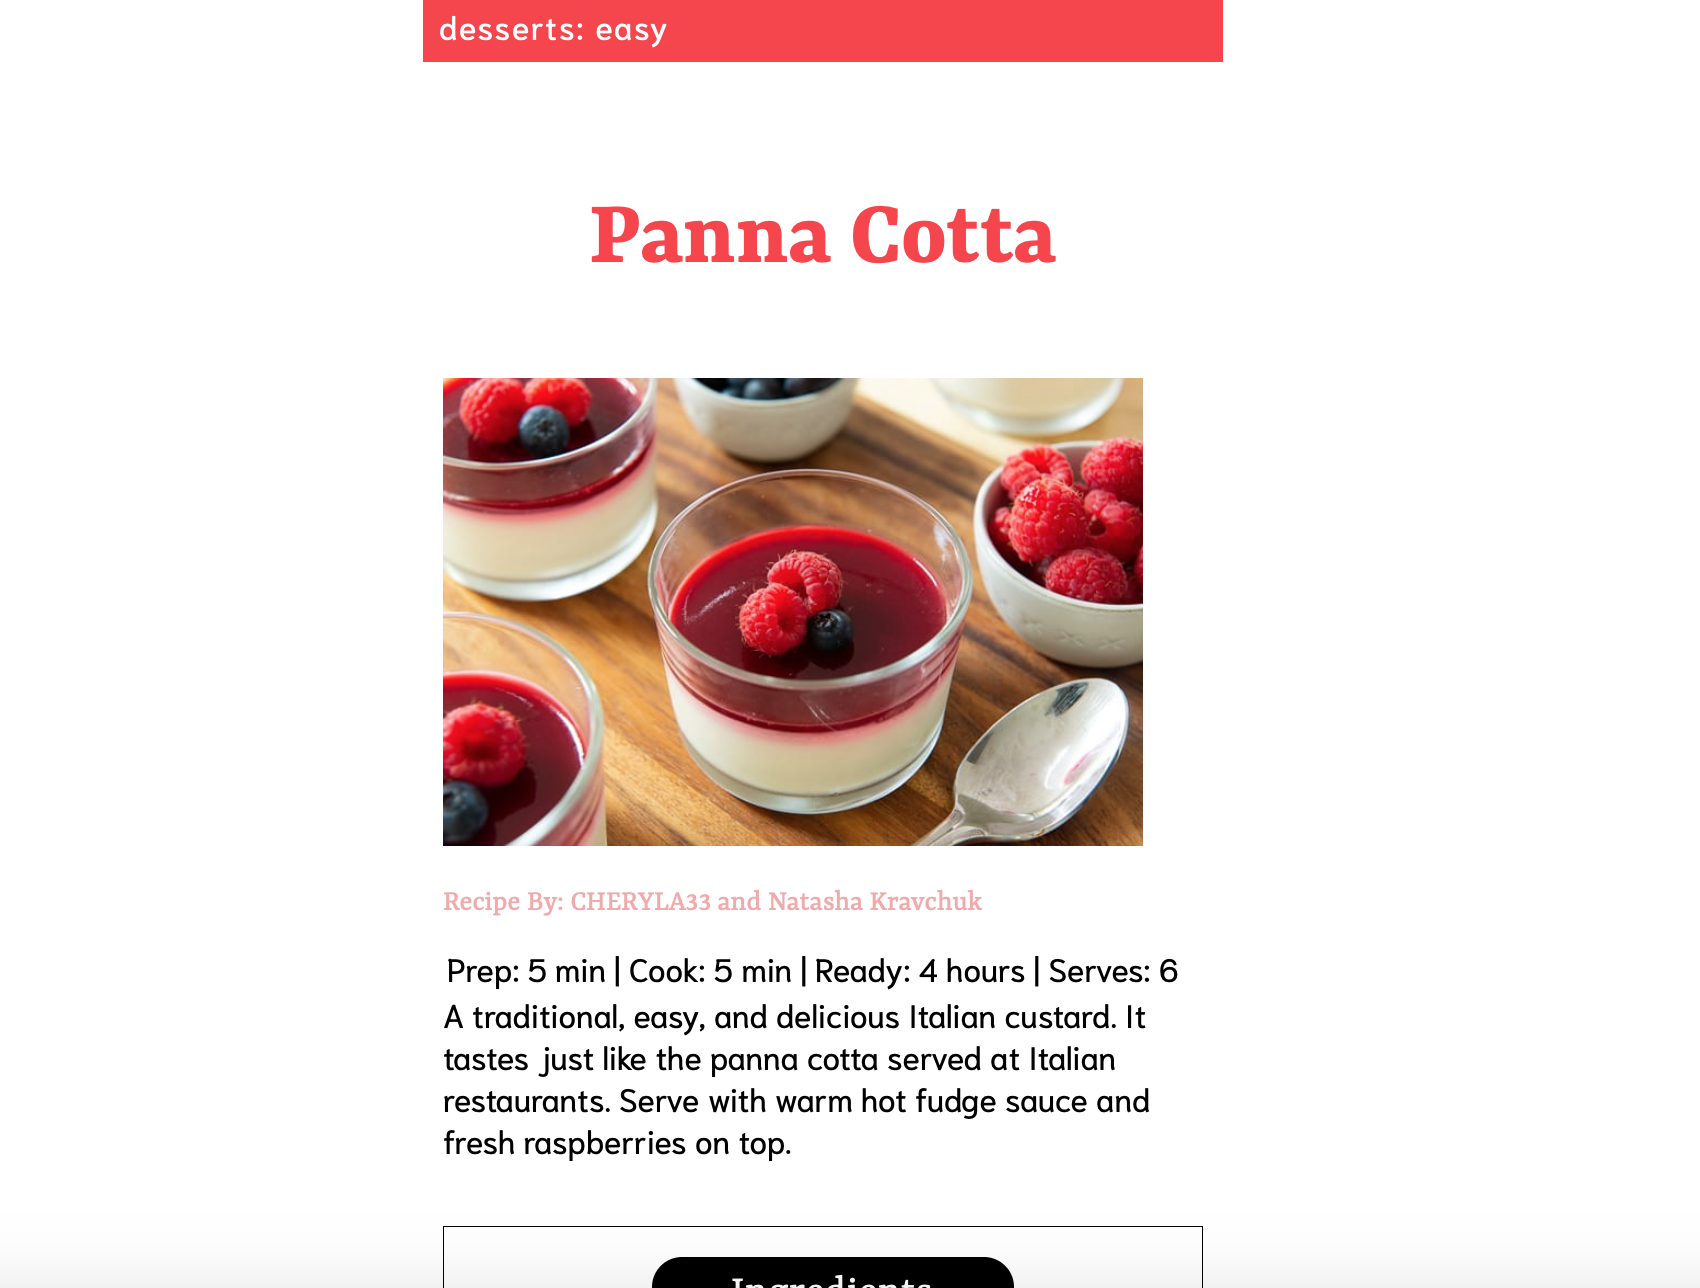 desserts: easy
Panna Cotta
Recipe By: CHERYLA33 and Natasha Kravchuk
Prep: 5 min | Cook: 5 min | Ready: 4 hours | Serves: 6
A traditional, easy, and delicious Italian custard. It
tastes just like the panna cotta served at Italian
restaurants. Serve with warm hot fudge sauce and
fresh raspberries on top.
Ingredients